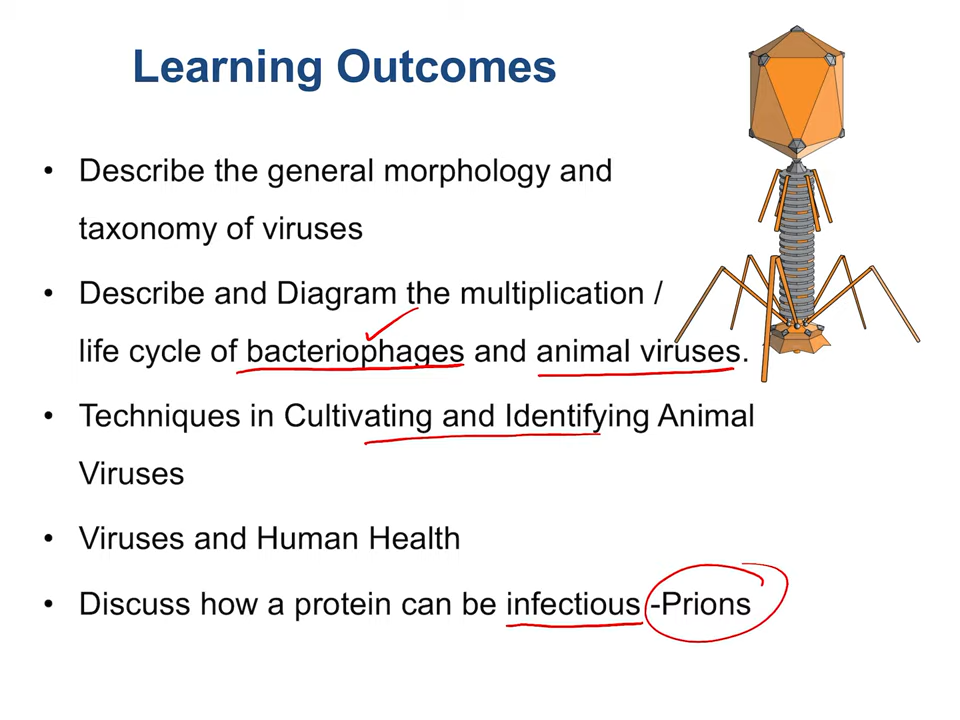 Learning Outcomes
• Describe the general morphology and
taxonomy of viruses
• Describe and Diagram the multiplication /
life cycle of bacteriophages and animal viruses.
• Techniques in Cultivating and Identifying Animal
Viruses
• Viruses and Human Health
• Discuss how a protein can be infectious -Prions